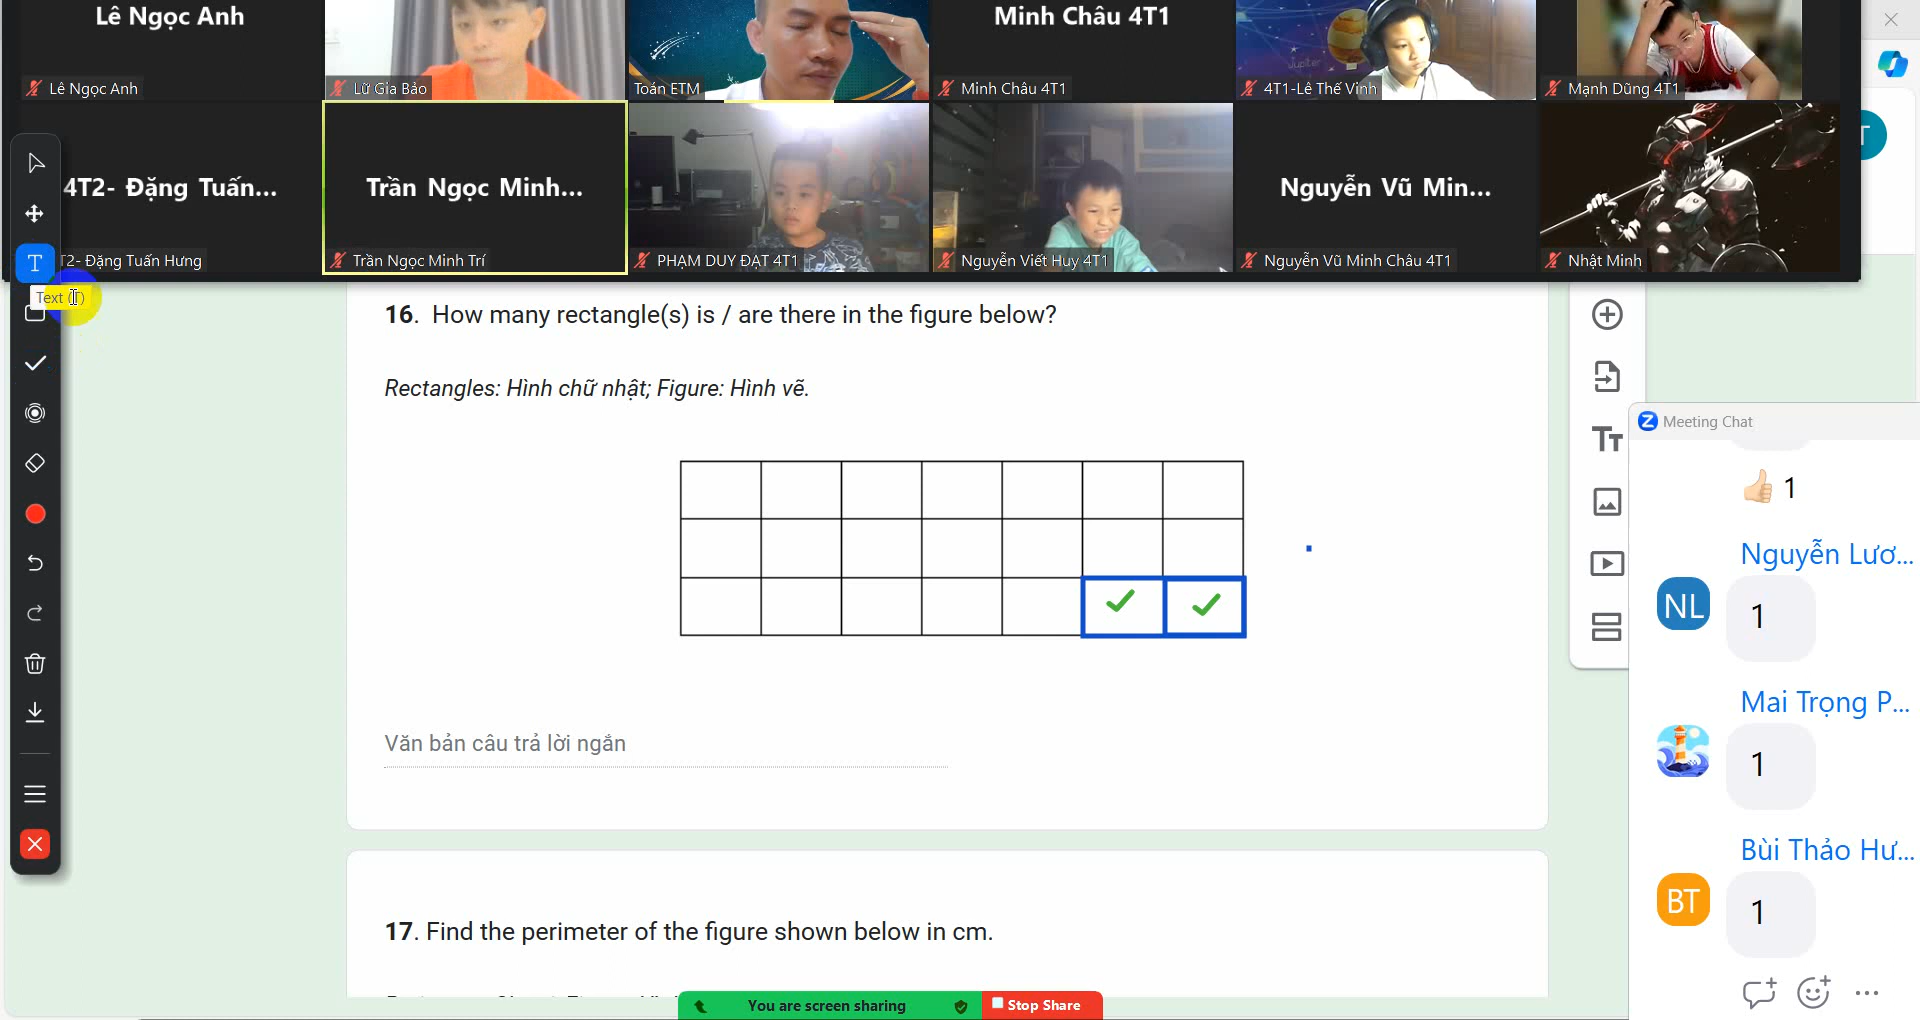 Lê Ngọc Anh
Minh Châu 4T1
Lê Ngọc Anh
Lữ Gia Bảo
Toán ETM
Minh Châu 4T1
4T1-Lê Thế Vinh
Mạnh Dũng 4T1
4T2- Đặng Tuấn...
Trần Ngọc Minh...
Nguyễn Vũ Min...
T2- Đặng Tuấn Hưng
Trần Ngọc Minh Trí
PHẠM DUY ĐẠT 4T1
Nguyễn Viết Huy 4T1
Nguyễn Vũ Minh Châu 4T1
Nhật Minh
T
T
Text (T)
16. How many rectangle(s) is / are there in the figure below?
Rectangles: Hình chữ nhật; Figure: Hình vẽ.
Văn bản câu trả lời ngắn
17. Find the perimeter of the figure shown below in cm.
You are screen sharing
Stop Share
Tт
Meeting Chat
1
Nguyễn Lươ...
NL
1
Mai Trọng P...
1
Bùi Thảo Hư...
BT
1